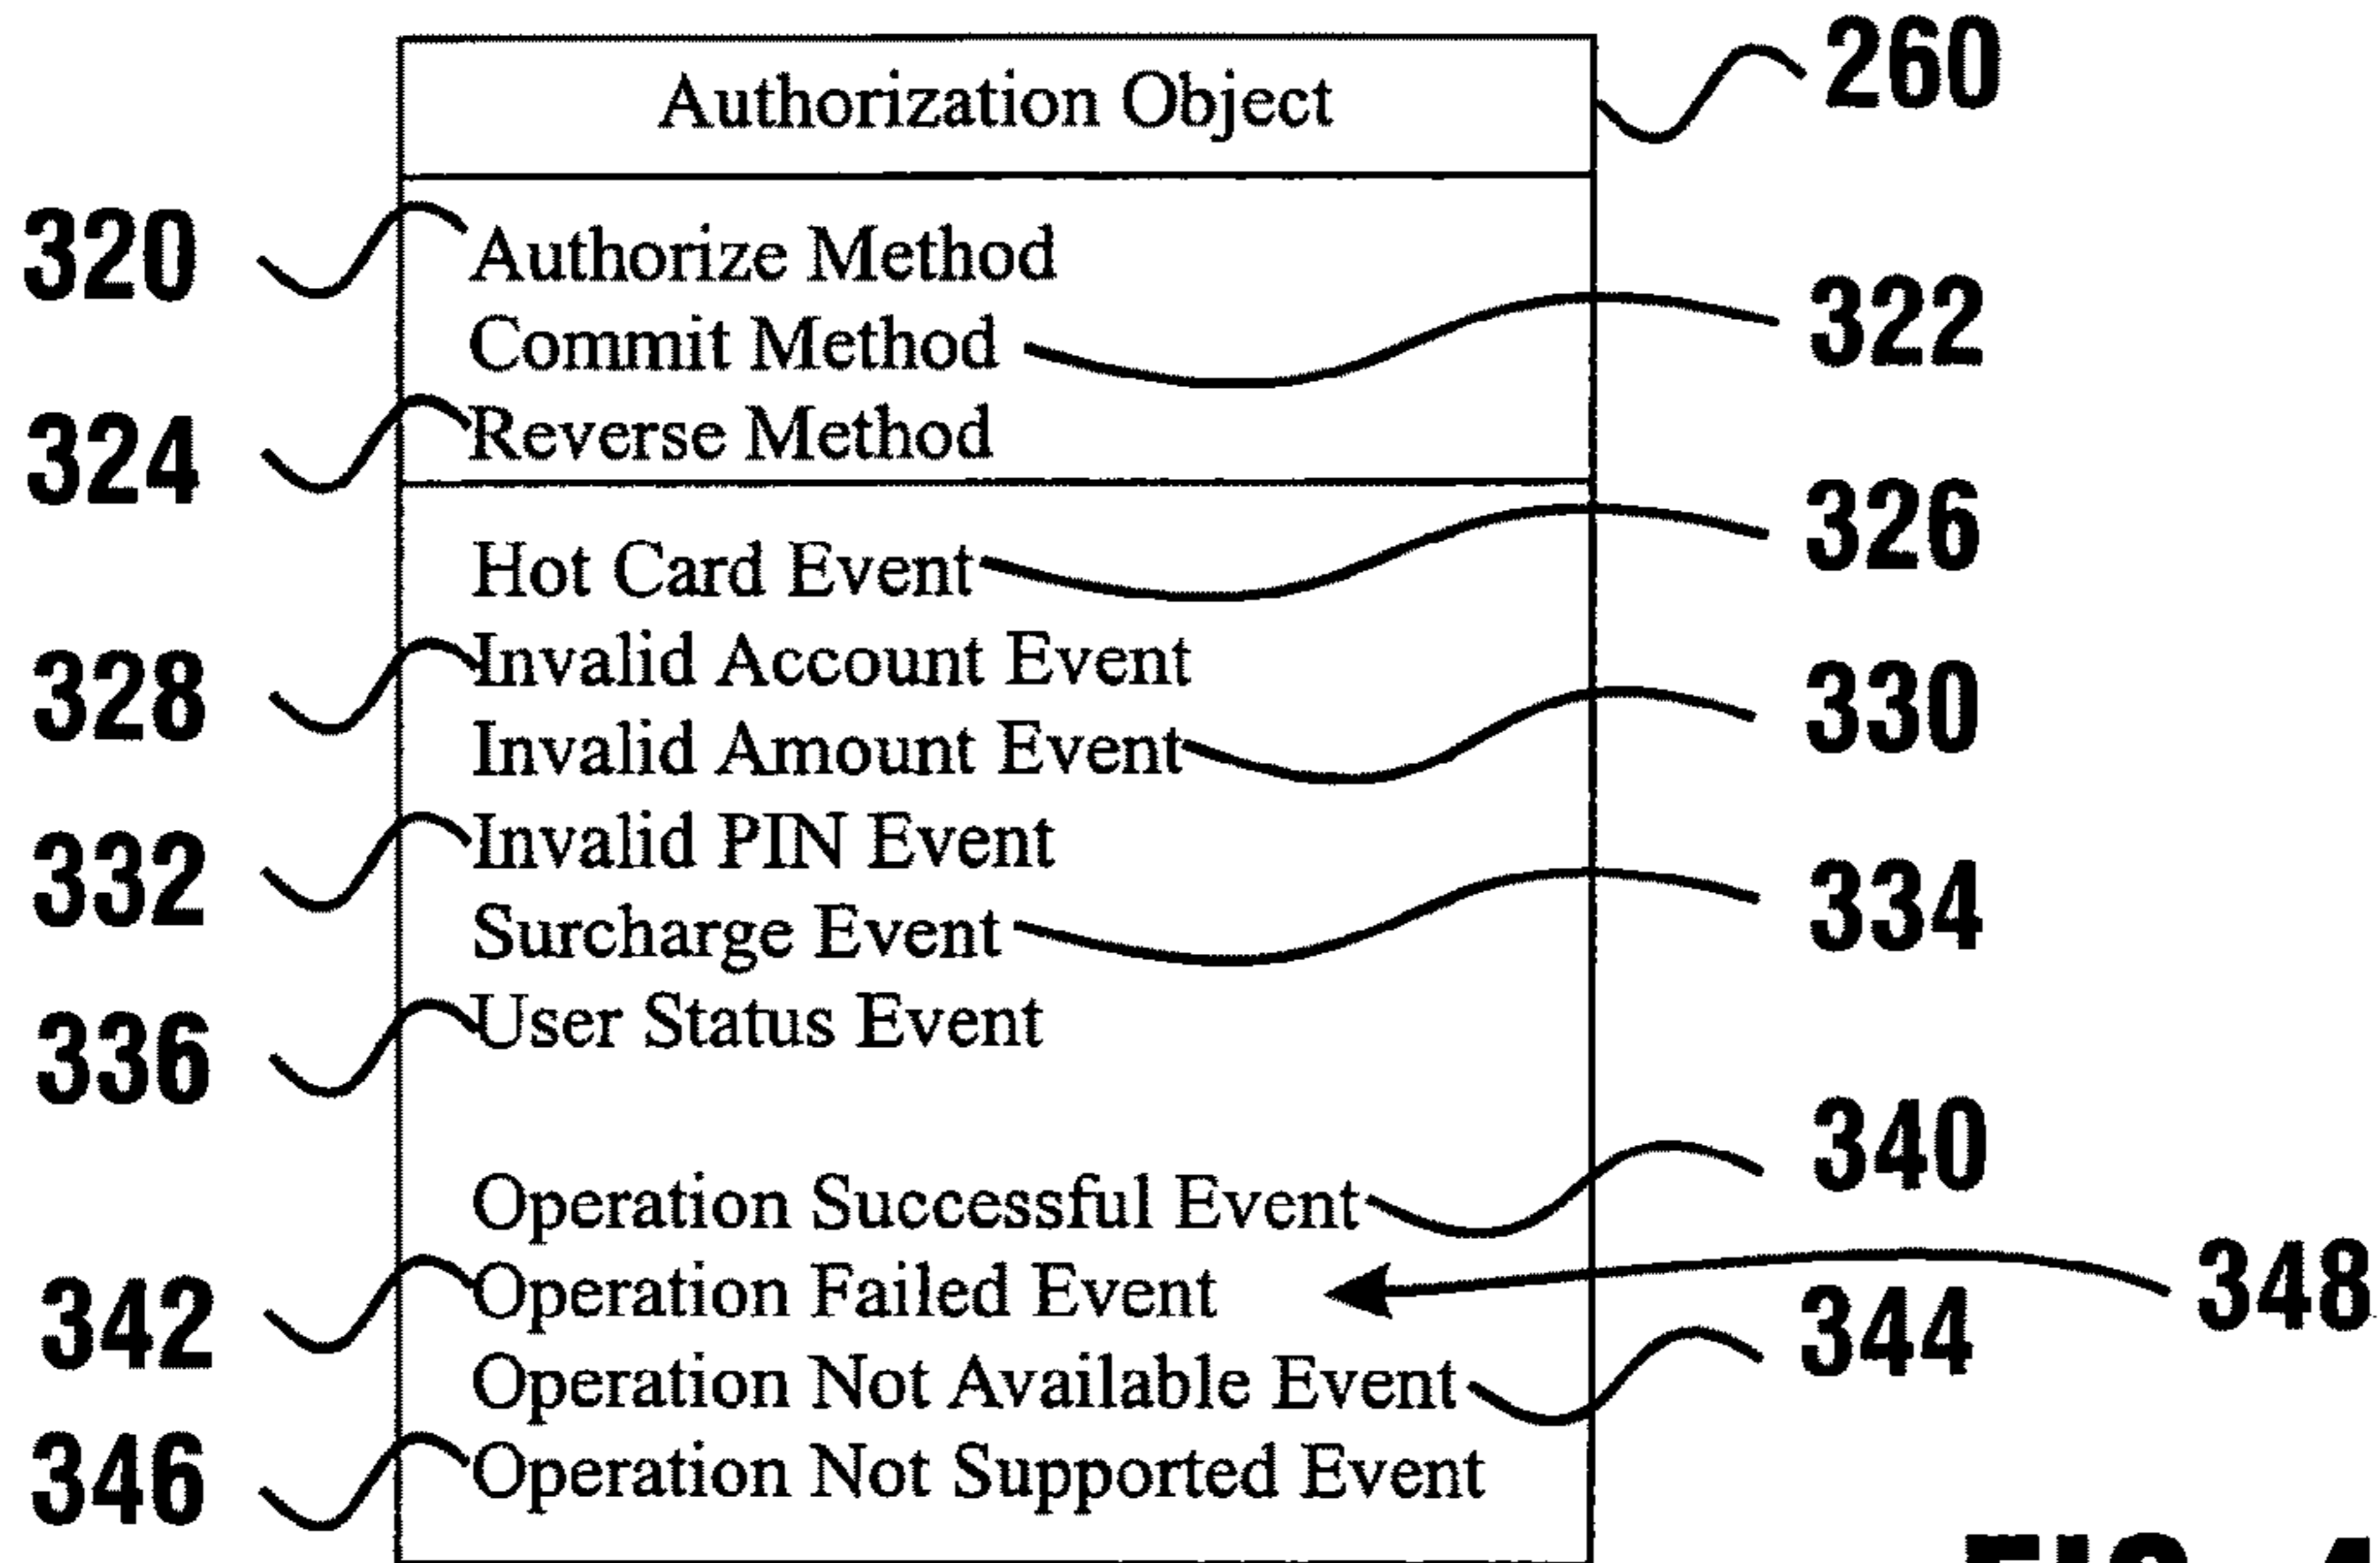 Authorization Object 260
320 Authorize Method
Commit Method 322
324 Reverse Method
Hot Card Event 326
328 Invalid Account Event
Invalid Amount Event 330
332 Invalid PIN Event
Surcharge Event 334
336 User Status Event
Operation Successful Event 340
342 Operation Failed Event 348
Operation Not Available Event 344
346 Operation Not Supported Event